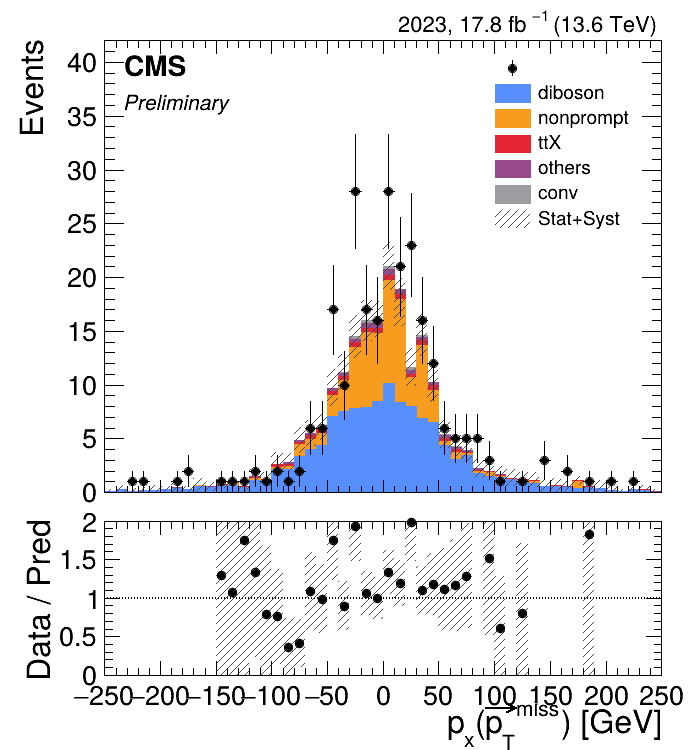 2023, 17.8 fb⁻¹ (13.6 TeV)
CMS
Preliminary
diboson
nonprompt
ttX
others
conv
Stat+Syst
Events
40
35
30
25
20
15
10
5
0
Data / Pred
2
1.5
1
0.5
0
−250 −200 −150 −100 −50 0 50 100 150 200 250
pₓ(p⃗_T^miss) [GeV]